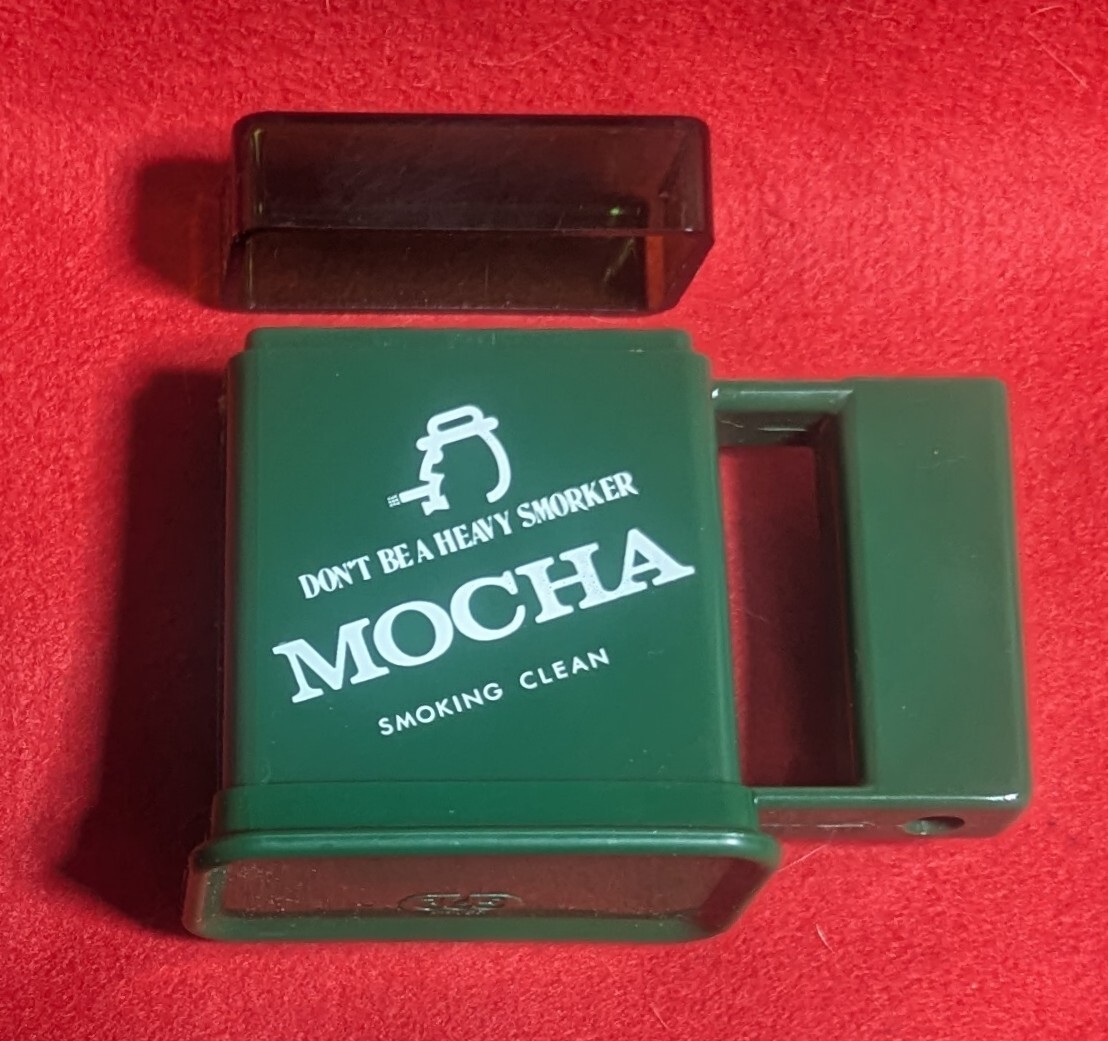 DON'T BE A HEAVY SMORKER
MOCHA
SMOKING CLEAN